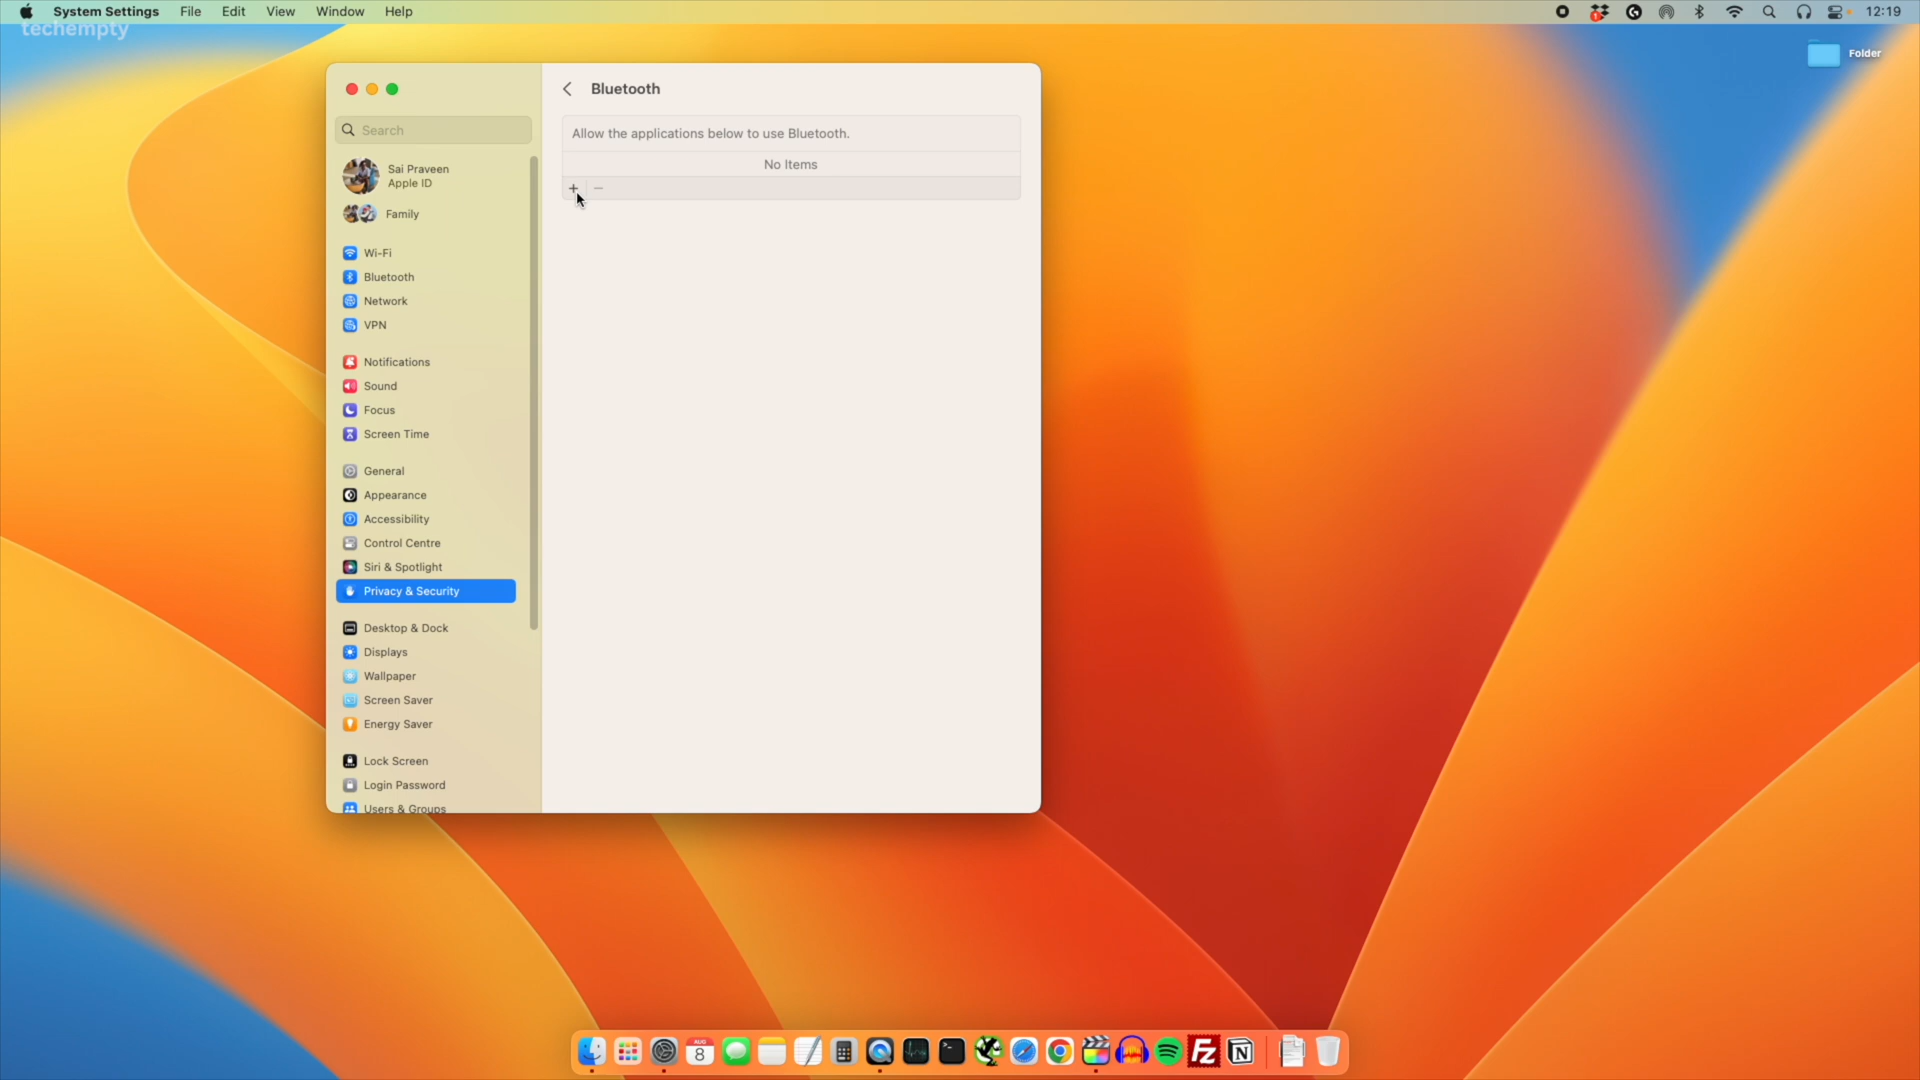 System Settings File Edit View Window Help 12:19
techempty
Folder
Bluetooth
Search
Allow the applications below to use Bluetooth.
No Items
+ −
Sai Praveen
Apple ID
Family
Wi-Fi
Bluetooth
Network
VPN
Notifications
Sound
Focus
Screen Time
General
Appearance
Accessibility
Control Centre
Siri & Spotlight
Privacy & Security
Desktop & Dock
Displays
Wallpaper
Screen Saver
Energy Saver
Lock Screen
Login Password
Users & Groups
AUG
8
Fz
N